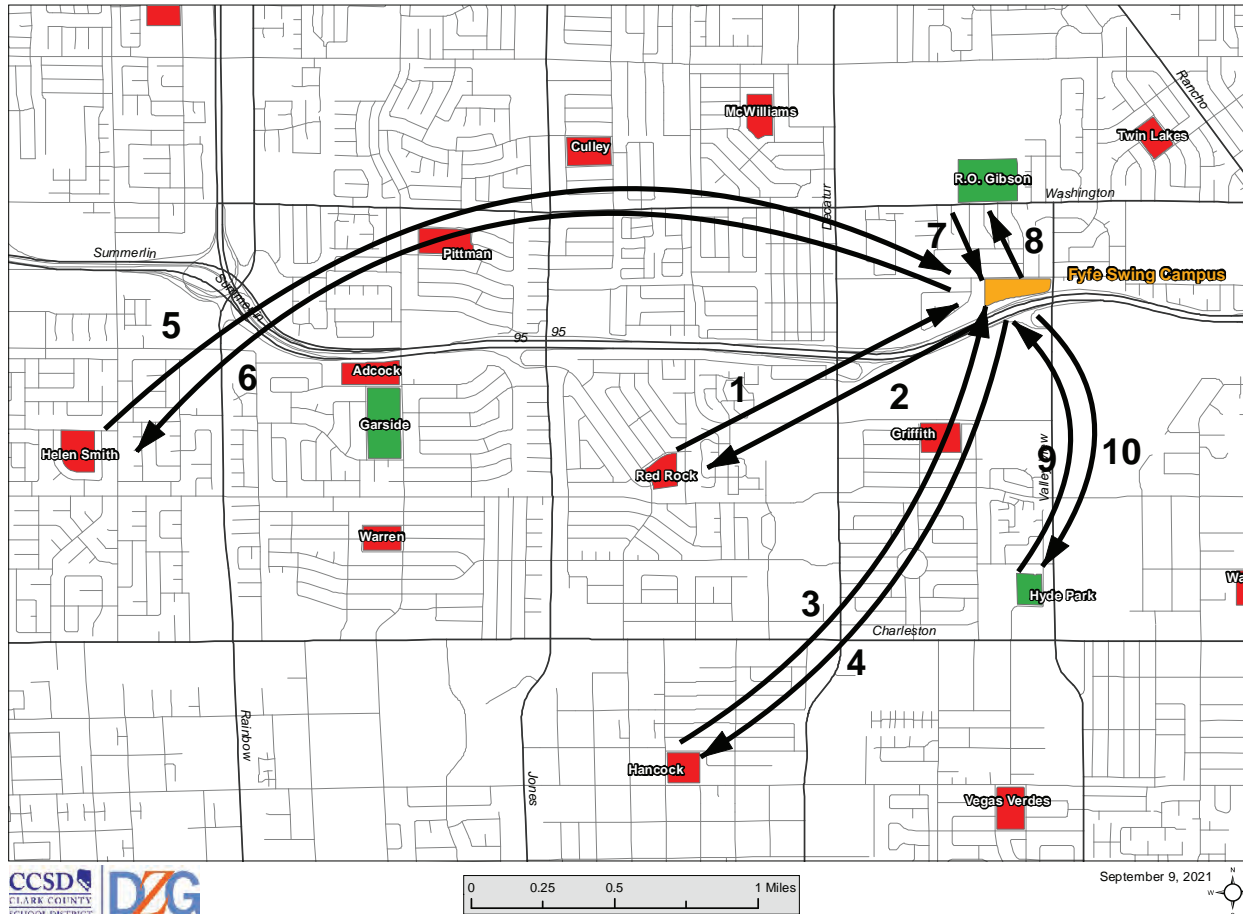 McWilliams
Rancho
Twin Lakes
Culley
R.O. Gibson
Washington
Decatur
7
8
Summerlin
Pittman
Fyfe Swing Campus
Summerlin
5
95
95
6
Adcock
1
2
Garside
Griffith
Helen Smith
Red Rock
9
10
Warren
Hyde Park
3
Charleston
4
Rainbow
Jones
Hancock
Vegas Verdes
CCSD
CLARK COUNTY
SCHOOL DISTRICT
DZG
0 0.25 0.5 1 Miles
September 9, 2021
N
W